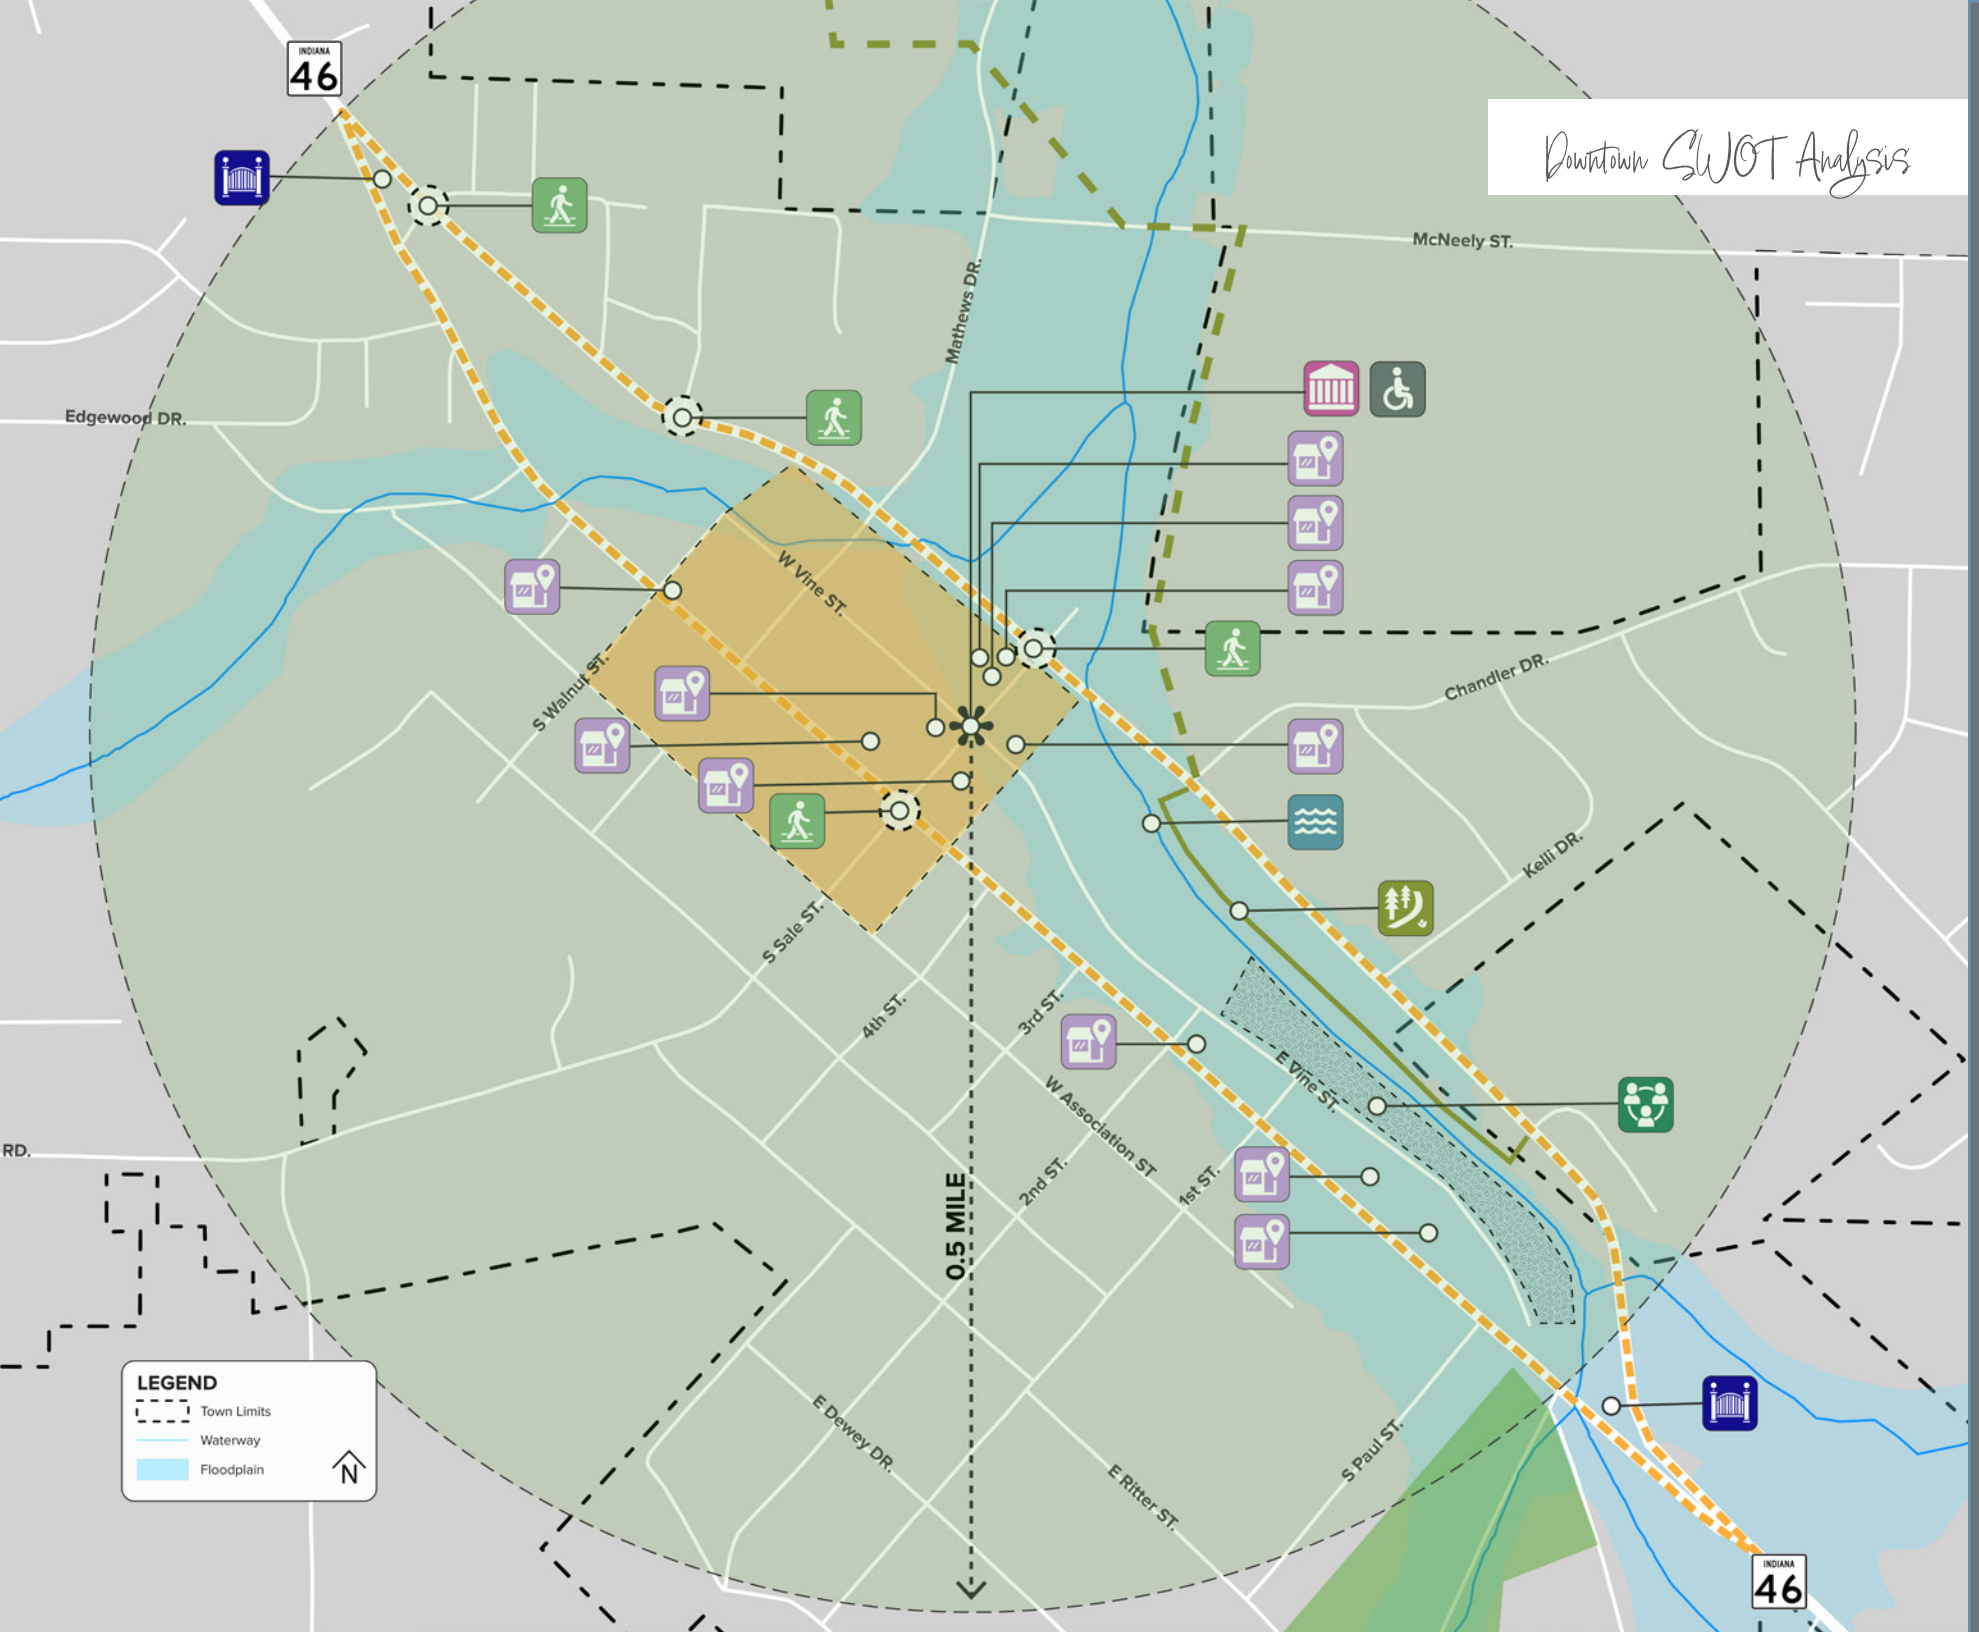 INDIANA
46
Downtown SWOT Analysis
McNeely ST.
Mathews DR.
Edgewood DR.
W Vine ST.
S Walnut ST.
Chandler DR.
Kelli DR.
S Sale ST.
4th ST.
3rd ST.
E Vine ST.
W Association ST
RD.
2nd ST.
1st ST.
0.5 MILE
LEGEND
Town Limits
Waterway
Floodplain
N
E Dewey DR.
E Ritter ST.
S Paul ST.
INDIANA
46